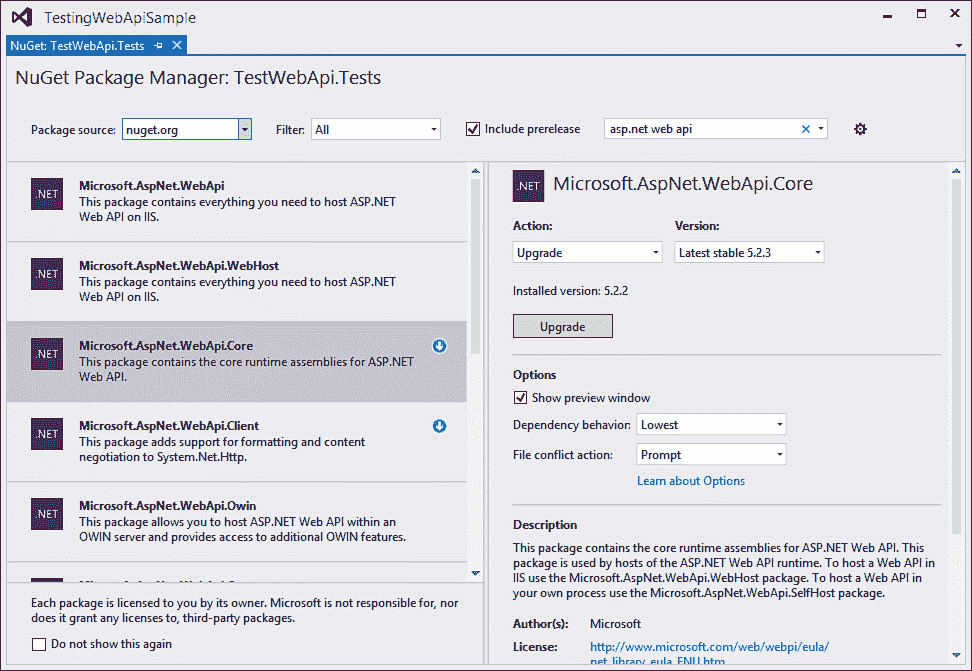 TestingWebApiSample
NuGet: TestWebApi.Tests
NuGet Package Manager: TestWebApi.Tests
Package source: nuget.org Filter: All Include prerelease asp.net web api
.NET
Microsoft.AspNet.WebApi
This package contains everything you need to host ASP.NET
Web API on IIS.
.NET
Microsoft.AspNet.WebApi.WebHost
This package contains everything you need to host ASP.NET
Web API on IIS.
.NET
Microsoft.AspNet.WebApi.Core
This package contains the core runtime assemblies for ASP.NET
Web API.
.NET
Microsoft.AspNet.WebApi.Client
This package adds support for formatting and content
negotiation to System.Net.Http.
.NET
Microsoft.AspNet.WebApi.Owin
This package allows you to host ASP.NET Web API within an
OWIN server and provides access to additional OWIN features.
Each package is licensed to you by its owner. Microsoft is not responsible for, nor
does it grant any licenses to, third-party packages.
Do not show this again
.NET
Microsoft.AspNet.WebApi.Core
Action: Version:
Upgrade Latest stable 5.2.3
Installed version: 5.2.2
Upgrade
Options
Show preview window
Dependency behavior: Lowest
File conflict action: Prompt
Learn about Options
Description
This package contains the core runtime assemblies for ASP.NET Web API. This
package is used by hosts of the ASP.NET Web API runtime. To host a Web API in
IIS use the Microsoft.AspNet.WebApi.WebHost package. To host a Web API in
your own process use the Microsoft.AspNet.WebApi.SelfHost package.
Author(s): Microsoft
License: http://www.microsoft.com/web/webpi/eula/
net_library_eula_ENU.htm